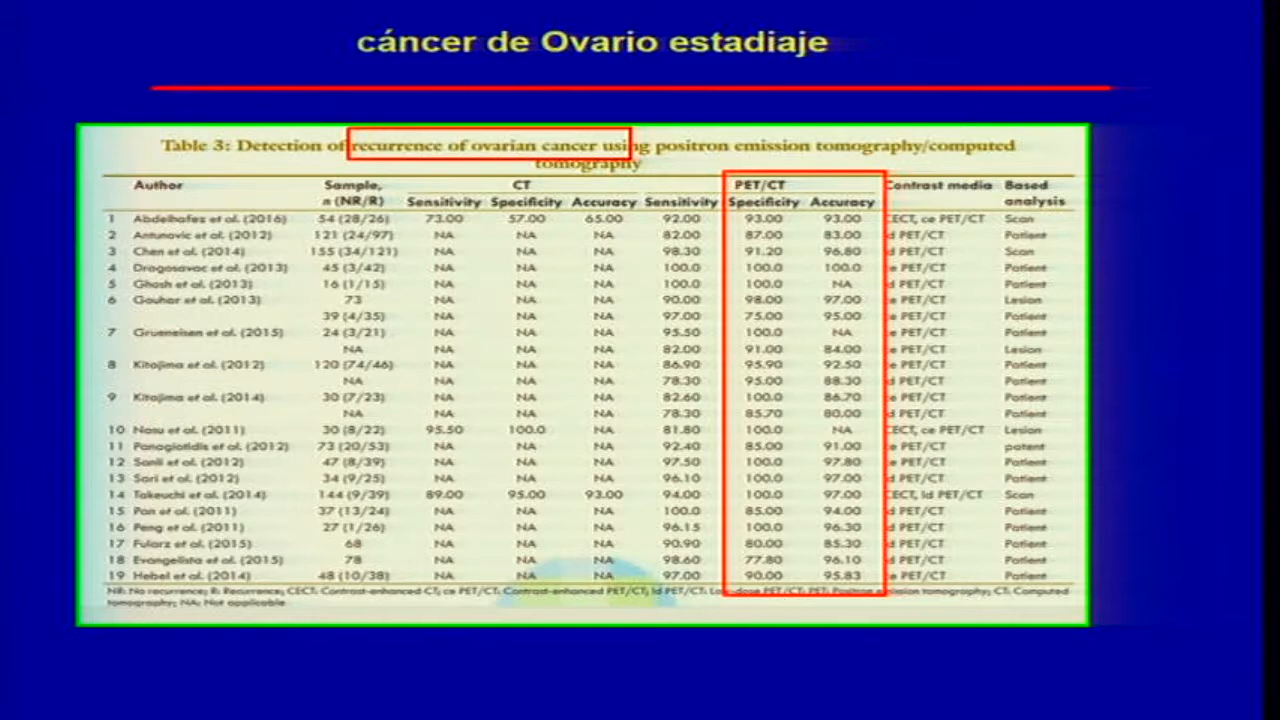 cáncer de Ovario estadiaje
Table 3: Detection of recurrence of ovarian cancer using positron emission tomography/computed
tomography
Author Sample, CT PET/CT Contrast media Based
n (NR/R) Sensitivity Specificity Accuracy Sensitivity Specificity Accuracy analysis
1 Abdelhafez et al. (2016) 54 (28/26) 73.00 57.00 65.00 92.00 93.00 93.00 CECT, ce PET/CT Scan
2 Antunovic et al. (2012) 121 (24/97) NA NA NA 82.00 87.00 83.00 ld PET/CT Patient
3 Chen et al. (2014) 155 (34/121) NA NA NA 98.30 91.20 96.80 ld PET/CT Scan
4 Dragosavac et al. (2013) 45 (3/42) NA NA NA 100.0 100.0 100.0 PET/CT Patient
5 Ghosh et al. (2013) 16 (1/15) NA NA NA 100.0 100.0 NA ld PET/CT Patient
6 Gouhar et al. (2013) 73 NA NA NA 90.00 98.00 97.00 ce PET/CT Lesion
39 (4/35) NA NA NA 97.00 75.00 95.00 ce PET/CT Patient
7 Grueneisen et al. (2015) 24 (3/21) NA NA NA 95.50 100.0 NA ce PET/CT Patient
NA NA NA NA 82.00 91.00 84.00 ce PET/CT Lesion
8 Kitajima et al. (2012) 120 (74/46) NA NA NA 86.90 95.90 92.50 ce PET/CT Patient
NA NA NA NA 78.30 95.00 88.30 ld PET/CT Patient
9 Kitajima et al. (2014) 30 (7/23) NA NA NA 82.60 100.0 86.70 ce PET/CT Patient
NA NA NA NA 78.30 85.70 80.00 ld PET/CT Patient
10 Nasu et al. (2011) 30 (8/22) 95.50 100.0 NA 81.80 100.0 NA CECT, ce PET/CT Lesion
11 Panagiotidis et al. (2012) 73 (20/53) NA NA NA 92.40 85.00 91.00 ce PET/CT patent
12 Sanli et al. (2012) 47 (8/39) NA NA NA 97.50 100.0 97.80 ce PET/CT Patient
13 Sari et al. (2012) 34 (9/25) NA NA NA 96.10 100.0 97.00 ld PET/CT Patient
14 Takeuchi et al. (2014) 144 (9/39) 89.00 95.00 93.00 94.00 100.0 97.00 CECT, ld PET/CT Scan
15 Pan et al. (2011) 37 (13/24) NA NA NA 100.0 85.00 94.00 ld PET/CT Patient
16 Peng et al. (2011) 27 (1/26) NA NA NA 96.15 100.0 96.30 ld PET/CT Patient
17 Fularz et al. (2015) 68 NA NA NA 90.90 80.00 85.30 ld PET/CT Patient
18 Evangelista et al. (2015) 78 NA NA NA 98.60 77.80 96.10 ld PET/CT Patient
19 Hebel et al. (2014) 48 (10/38) NA NA NA 97.00 90.00 95.83 ce PET/CT Patient
NR: No recurrence; R: Recurrence, CECT: Contrast-enhanced CT; ce PET/CT: Contrast-enhanced PET/CT; ld PET/CT: Low-dose PET/CT; PET: Positron emission tomography; CT: Computed
tomography; NA: Not applicable